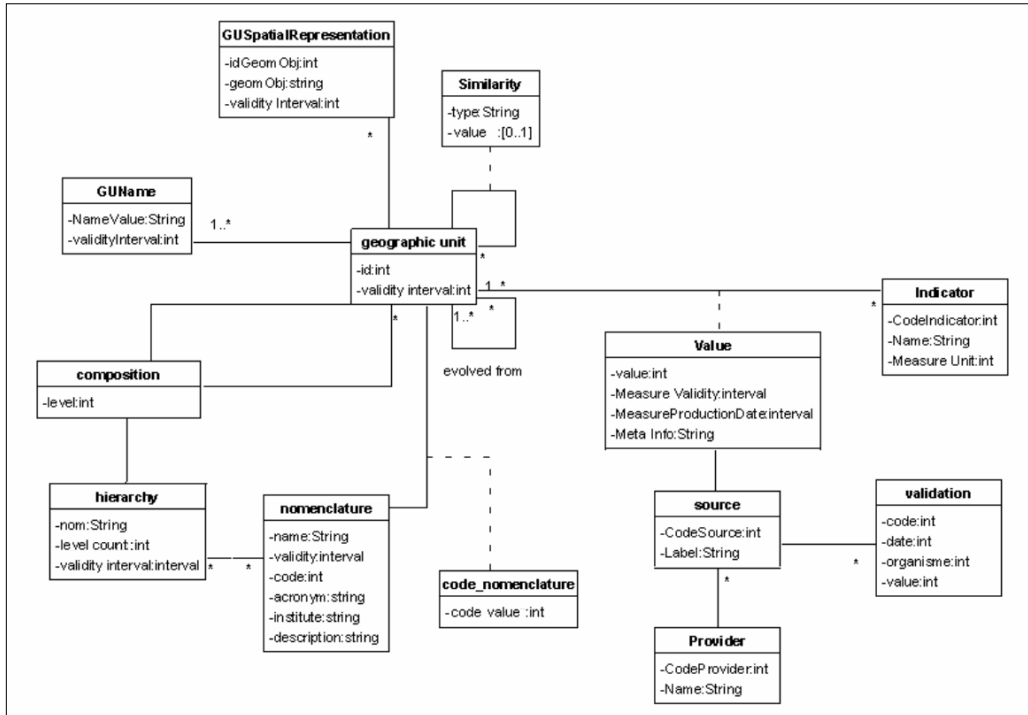 GUSpatialRepresentation
-idGeomObj:int
-geomObj:string
-validity Interval:int
*
Similarity
-type:String
-value :[0..1]
*
GUName
-NameValue:String
-validityInterval:int
1..*
geographic unit
-id:int
-validity interval:int
*
1..*
*
1..*
evolved from
*
Indicator
-CodeIndicator:int
-Name:String
-Measure Unit:int
composition
-level:int
Value
-value:int
-Measure Validity:interval
-MeasureProductionDate:interval
-Meta Info:String
hierarchy
-nom:String
-level count :int
-validity interval:interval
*
*
nomenclature
-name:String
-validity:interval
-code:int
-acronym:string
-institute:string
-description:string
code_nomenclature
-code value :int
source
-CodeSource:int
-Label:String
*
*
validation
-code:int
-date:int
-organisme:int
-value:int
Provider
-CodeProvider:int
-Name:String